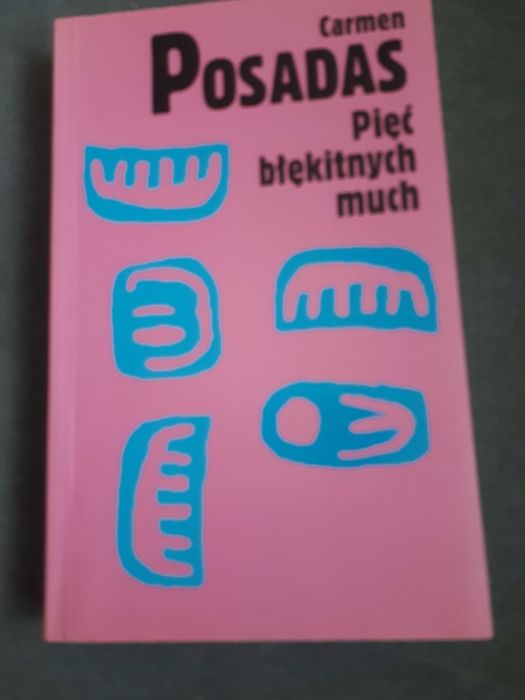 Carmen
POSADAS
Pięć
błękitnych
much